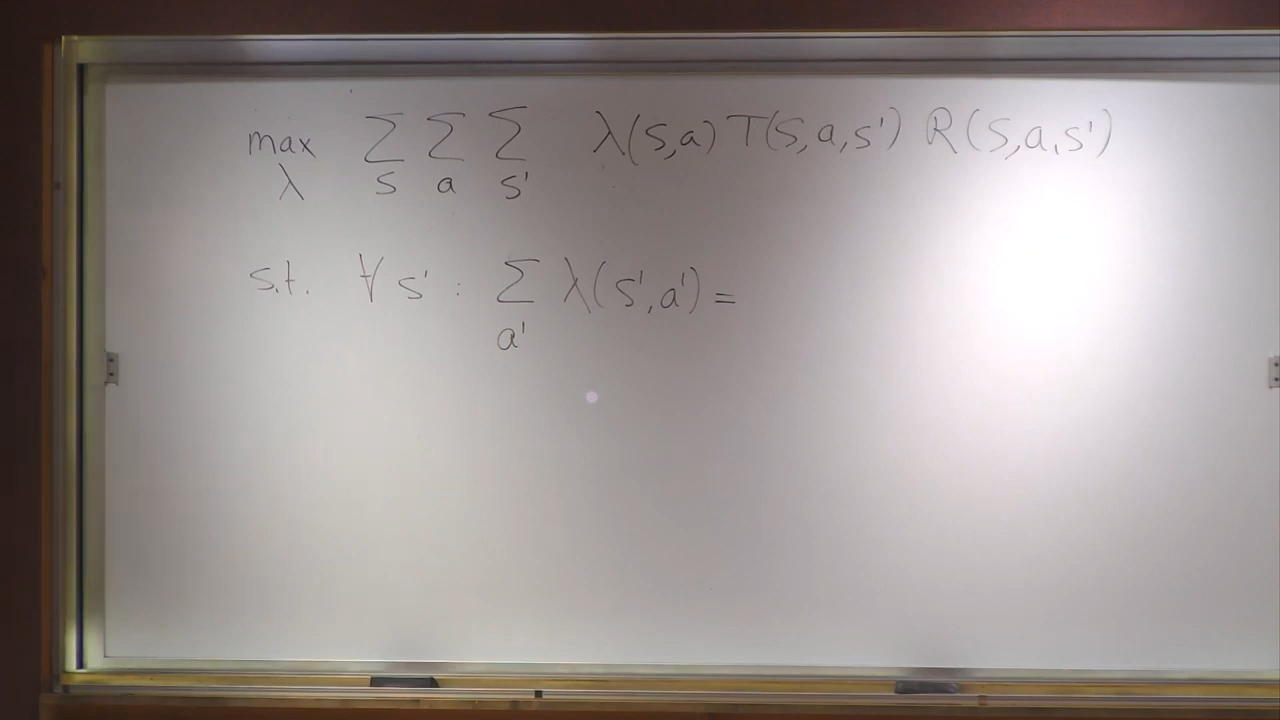 max Σ Σ Σ λ(s,a) T(s,a,s') R(s,a,s')
λ s a s'
s.t. ∀ s' : Σ λ(s',a') =
a'